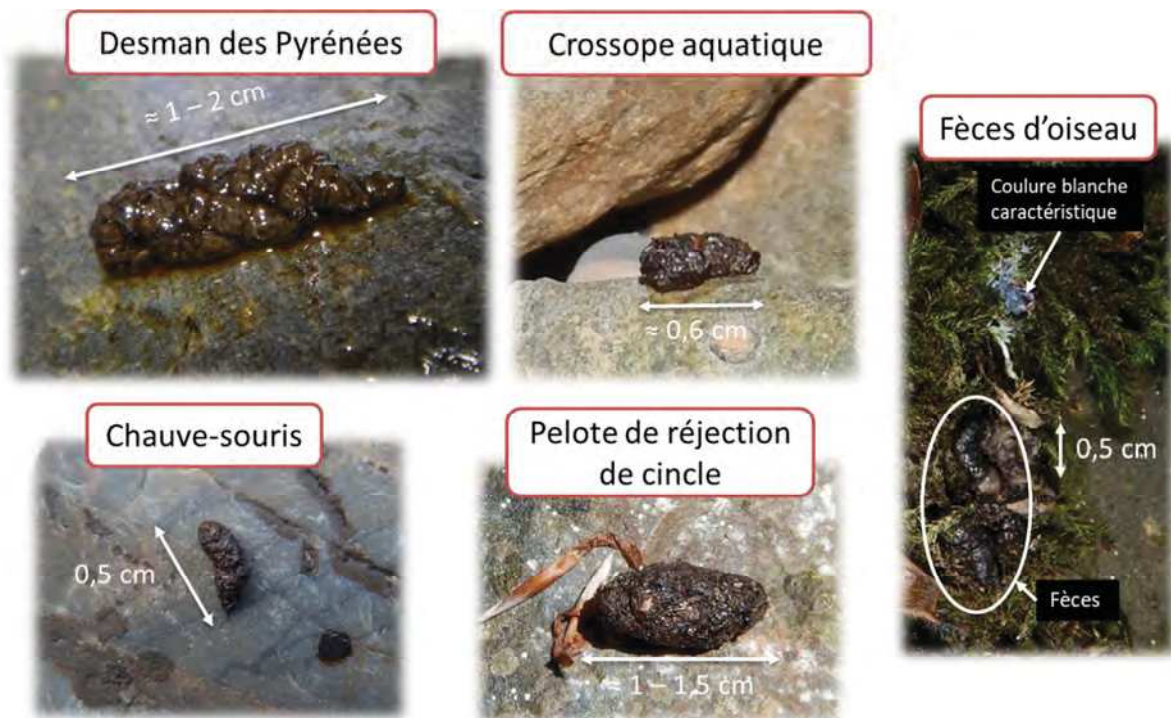 Desman des Pyrénées
≈ 1 – 2 cm
Crossope aquatique
≈ 0,6 cm
Fèces d'oiseau
Coulure blanche
caractéristique
0,5 cm
Fèces
Chauve-souris
0,5 cm
Pelote de réjection
de cincle
≈ 1 – 1,5 cm